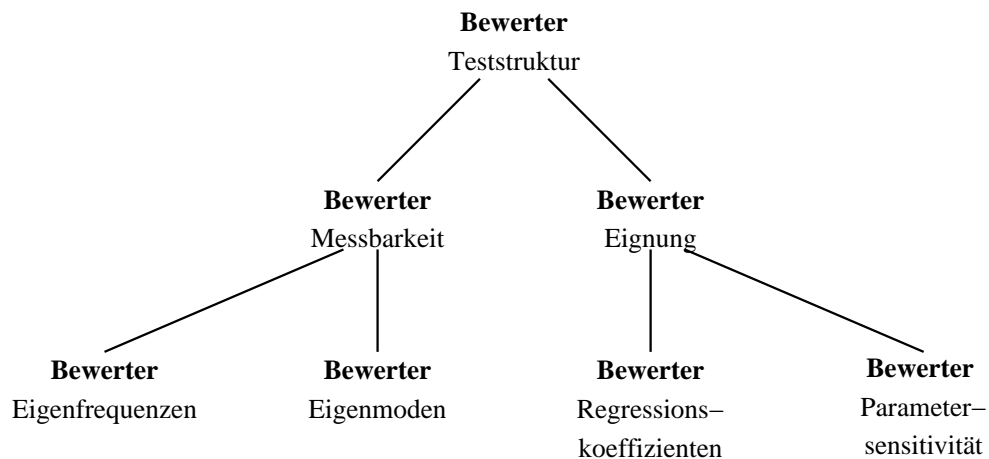 Bewerter
Teststruktur
Bewerter
Messbarkeit
Bewerter
Eignung
Bewerter
Eigenfrequenzen
Bewerter
Eigenmoden
Bewerter
Regressions–
koeffizienten
Bewerter
Parameter–
sensitivität